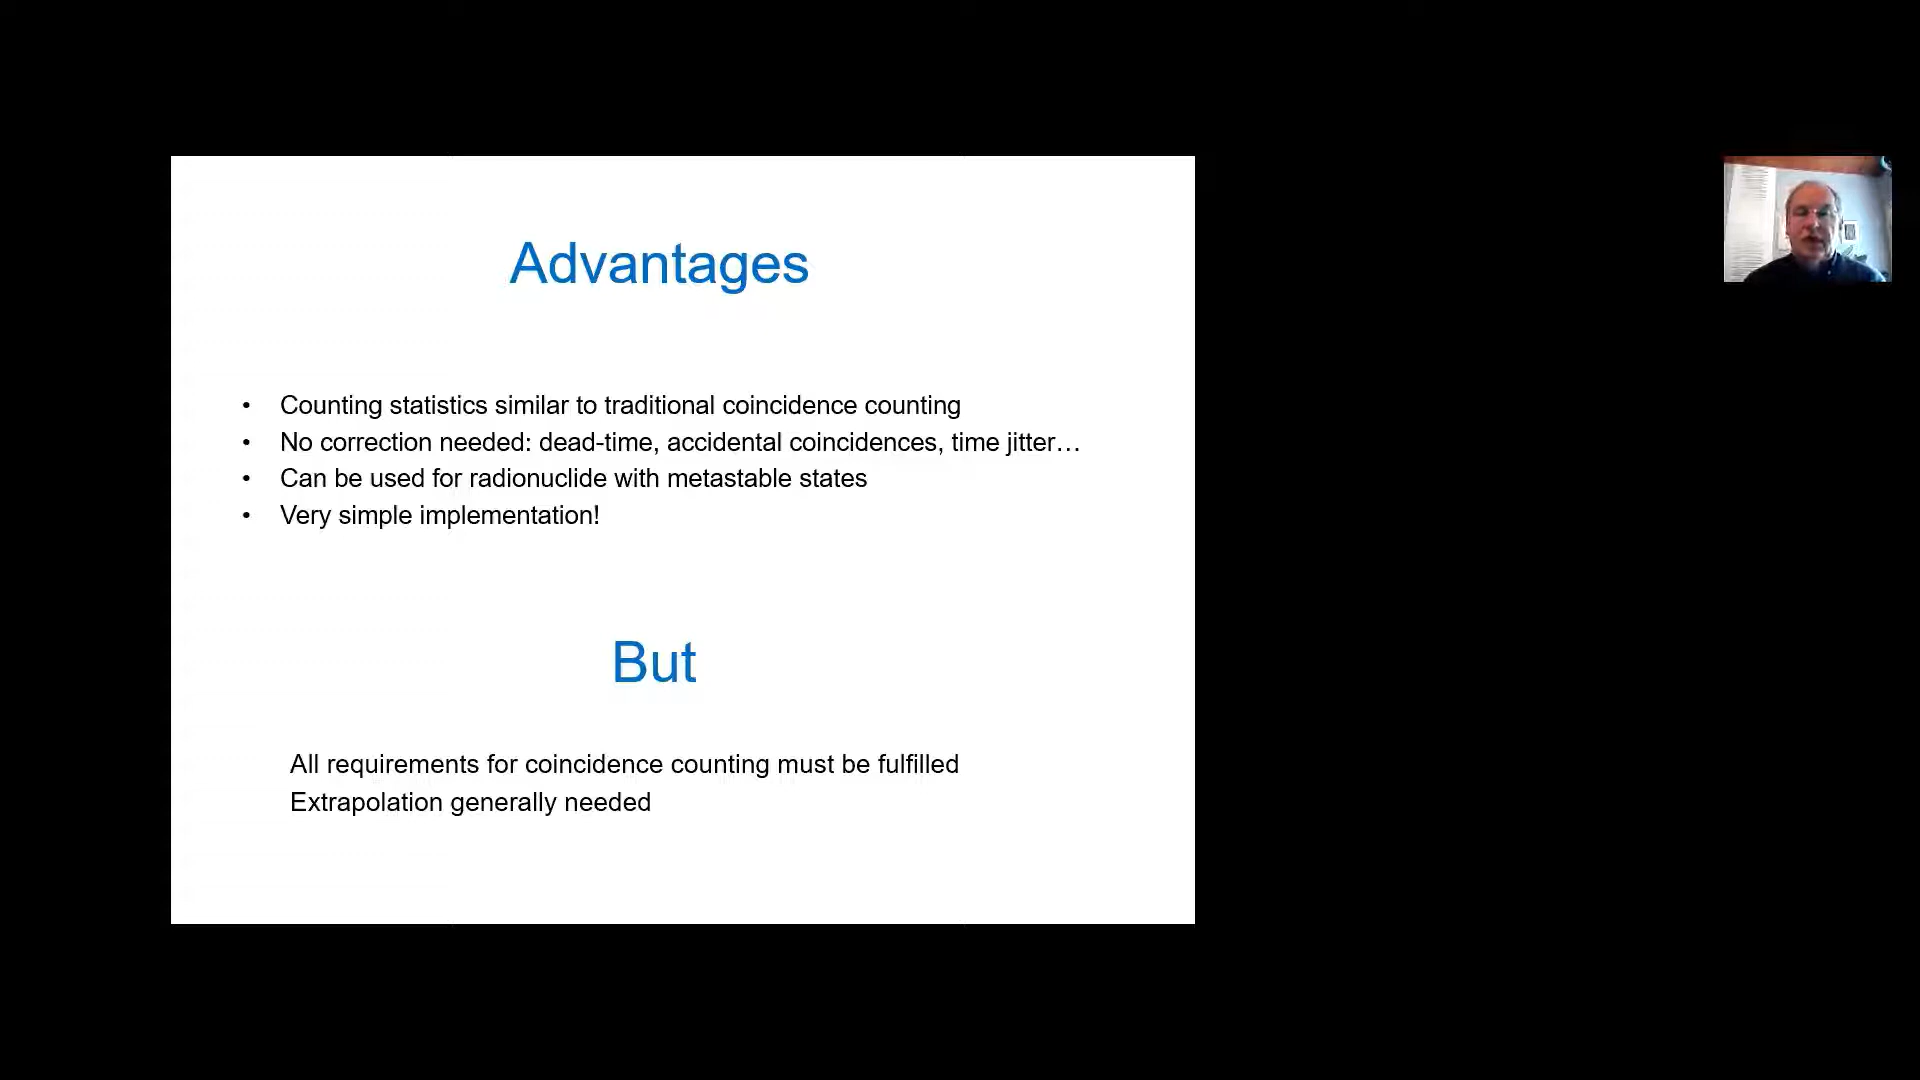 Advantages
• Counting statistics similar to traditional coincidence counting
• No correction needed: dead-time, accidental coincidences, time jitter…
• Can be used for radionuclide with metastable states
• Very simple implementation!
But
All requirements for coincidence counting must be fulfilled
Extrapolation generally needed